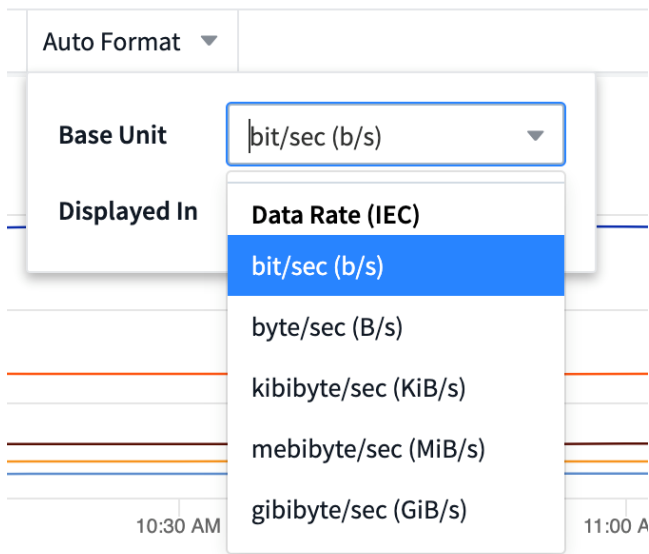 Auto Format
Base Unit
bit/sec (b/s)
Displayed In
Data Rate (IEC)
bit/sec (b/s)
byte/sec (B/s)
kibibyte/sec (KiB/s)
mebibyte/sec (MiB/s)
gibibyte/sec (GiB/s)
10:30 AM
11:00 A